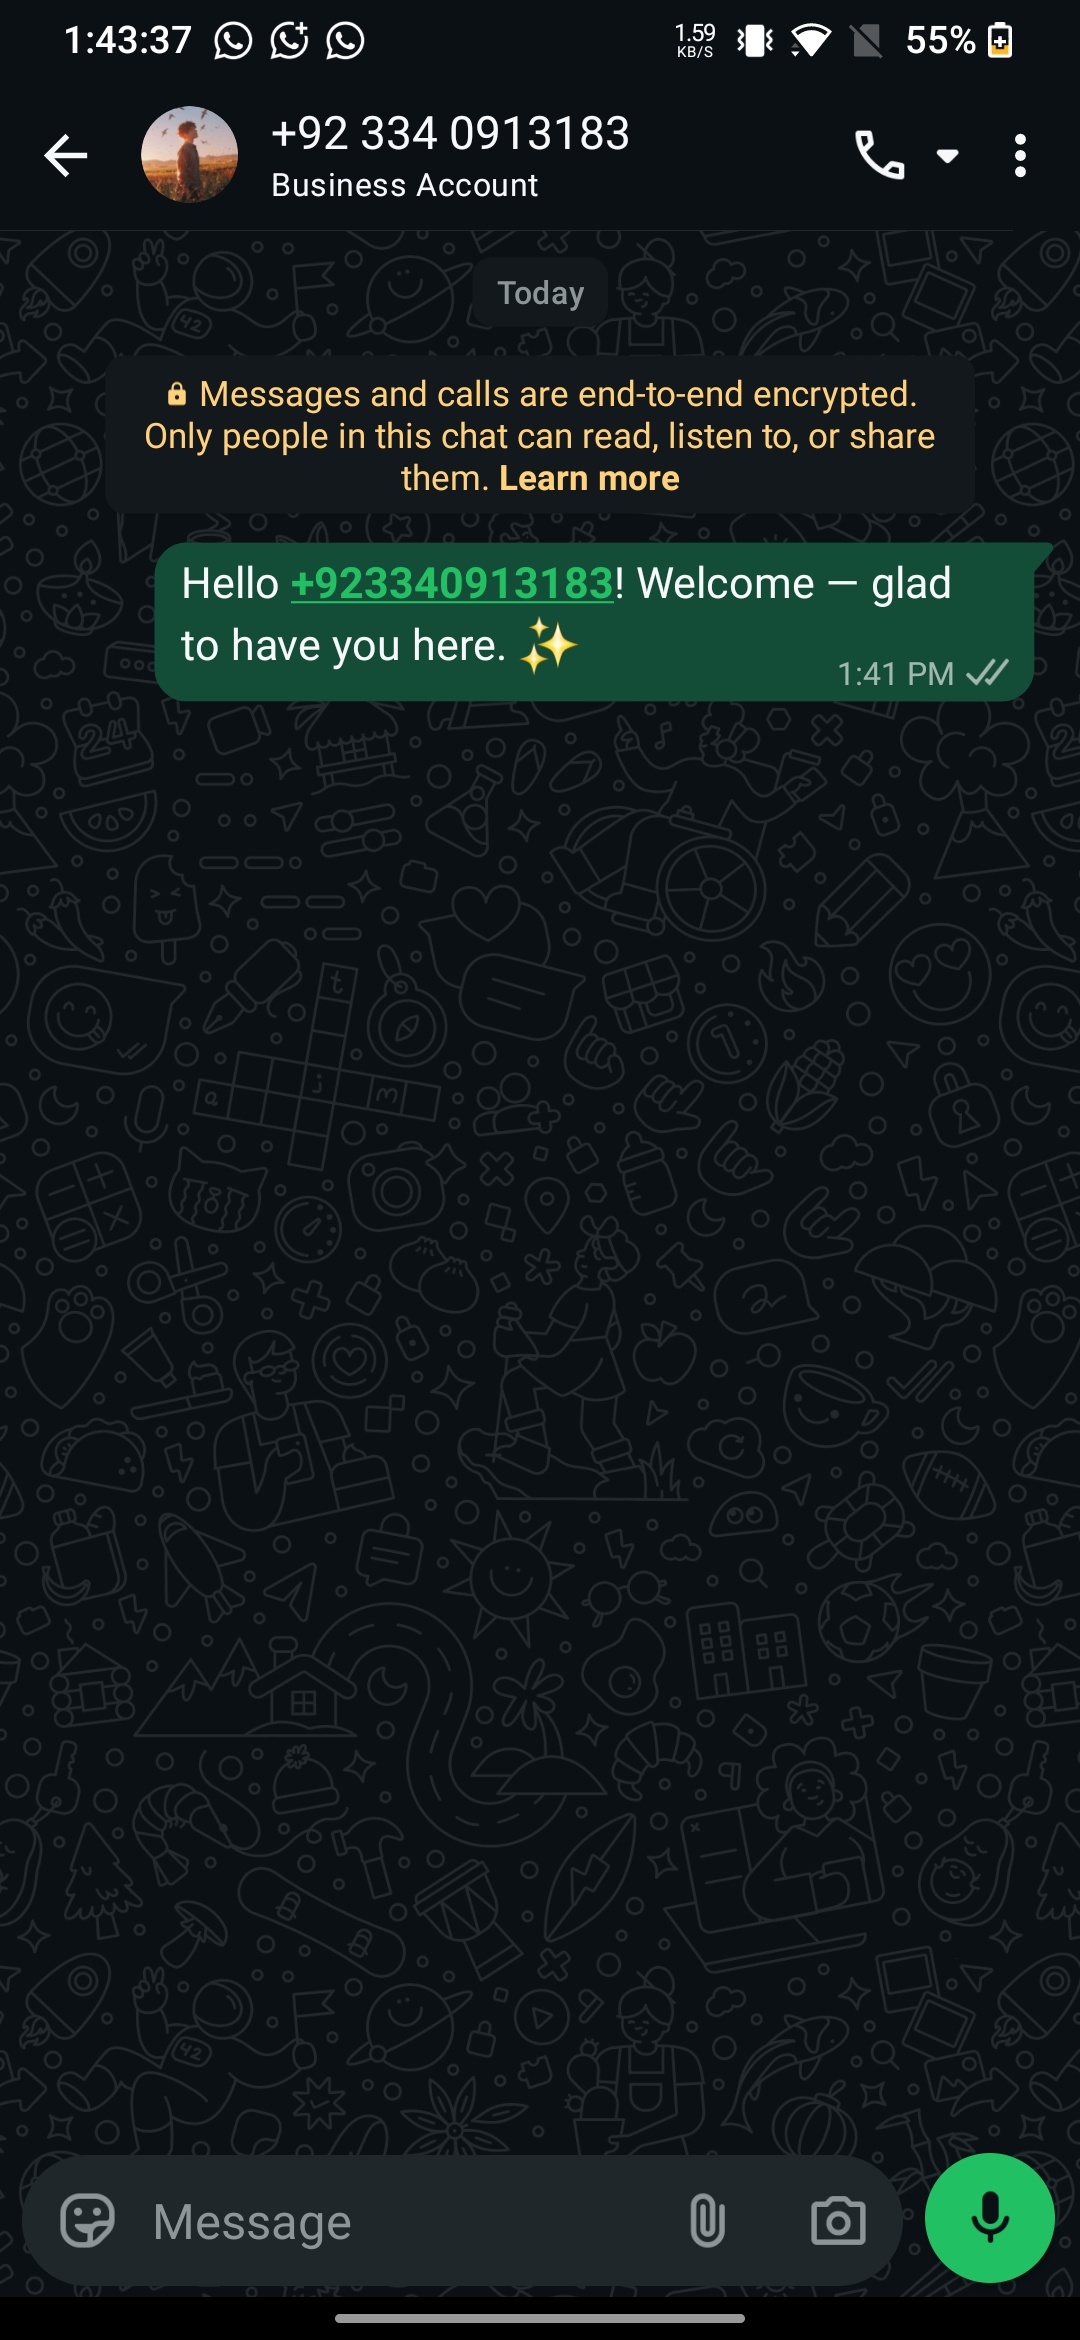 1:43:37
1.59
KB/S
55%
+92 334 0913183
Business Account
Today
Messages and calls are end-to-end encrypted.
Only people in this chat can read, listen to, or share
them. Learn more
Hello +923340913183! Welcome — glad
to have you here. ✨
1:41 PM
Message